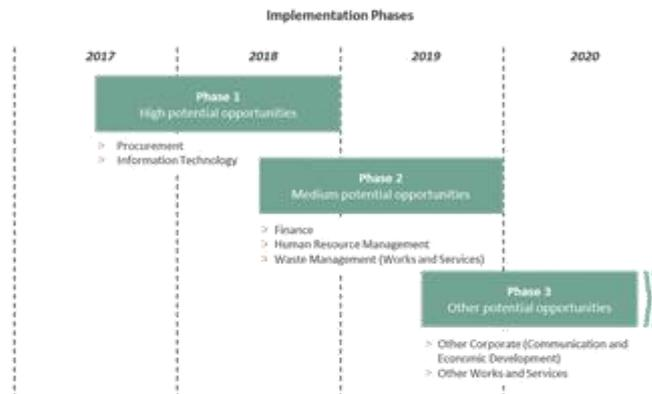 Implementation Phases
2017 2018 2019 2020
Phase 1
High potential opportunities
> Procurement
> Information Technology
Phase 2
Medium potential opportunities
> Finance
> Human Resource Management
> Waste Management (Works and Services)
Phase 3
Other potential opportunities
> Other Corporate (Communication and
Economic Development)
> Other Works and Services